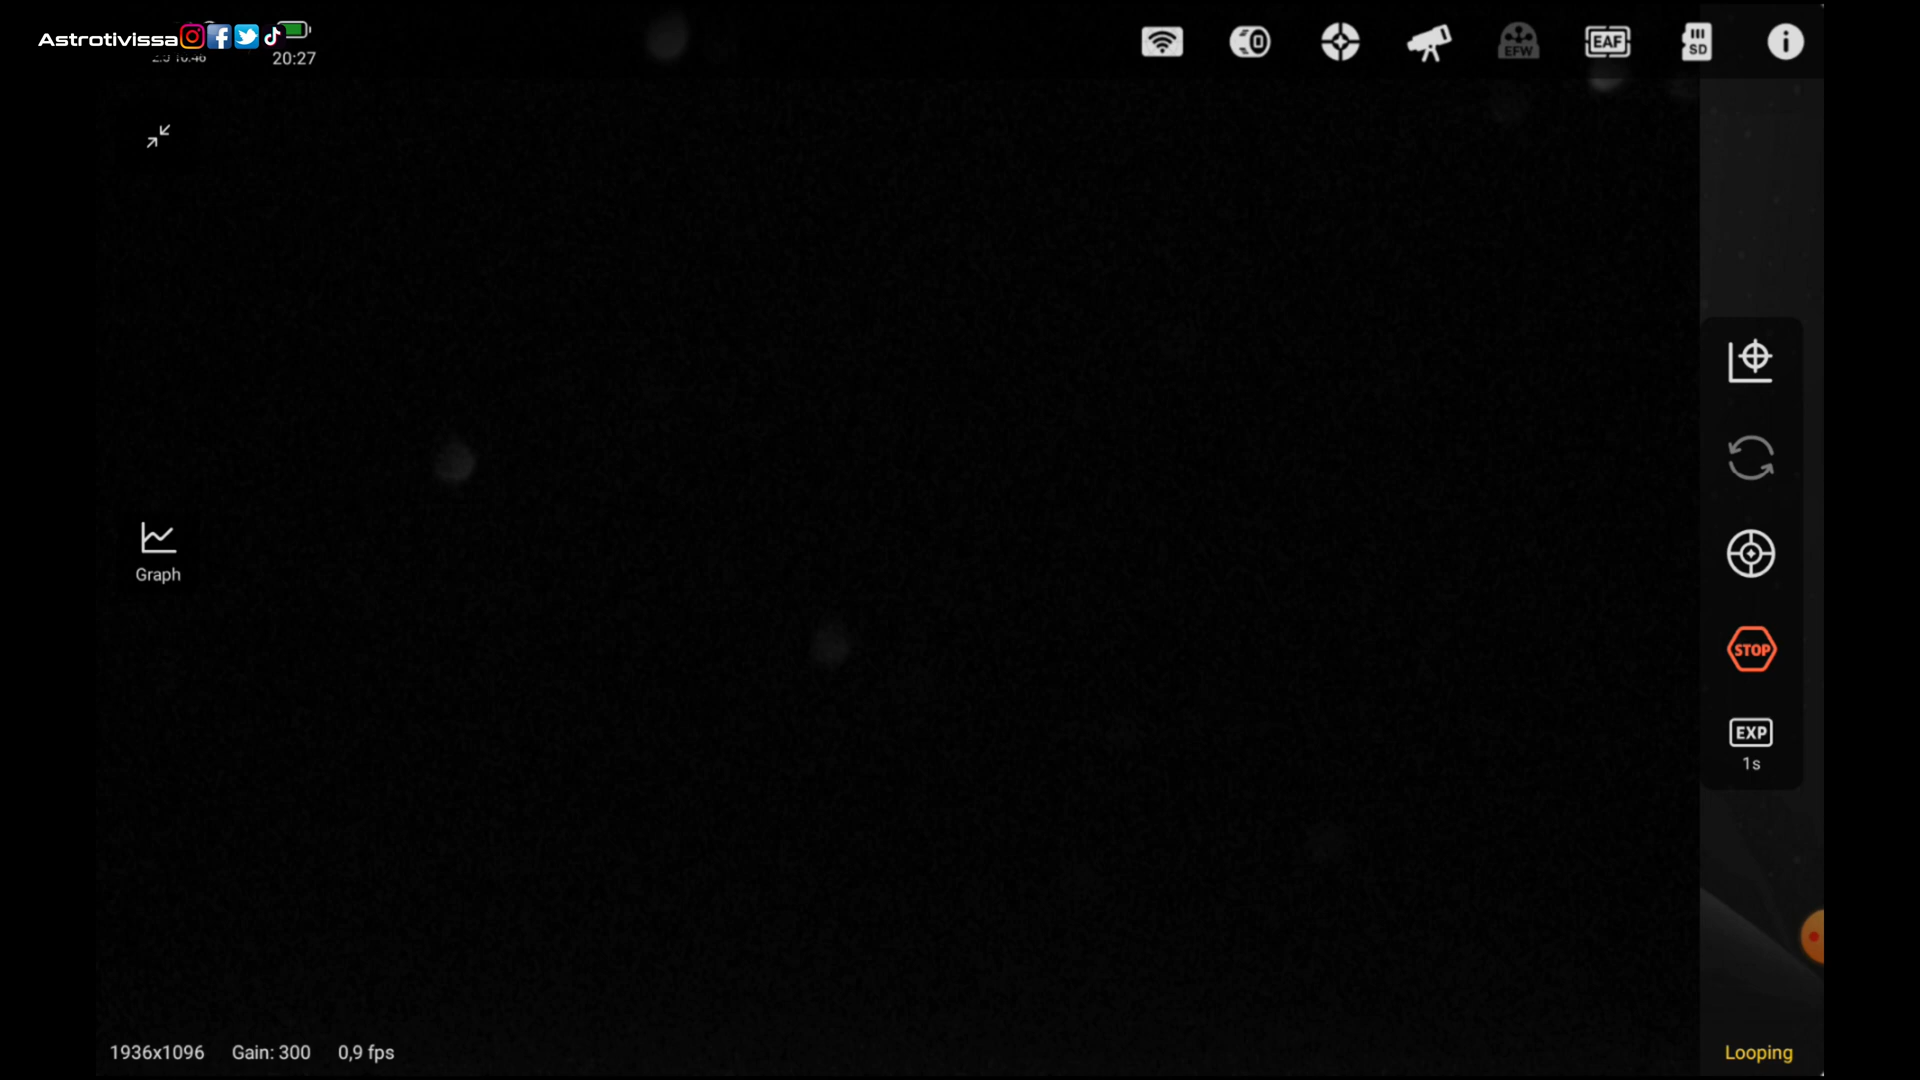 Astrotivissa
20:27
EFW
EAF
SD
Graph
STOP
EXP
1s
1936x1096 Gain: 300 0,9 fps
Looping